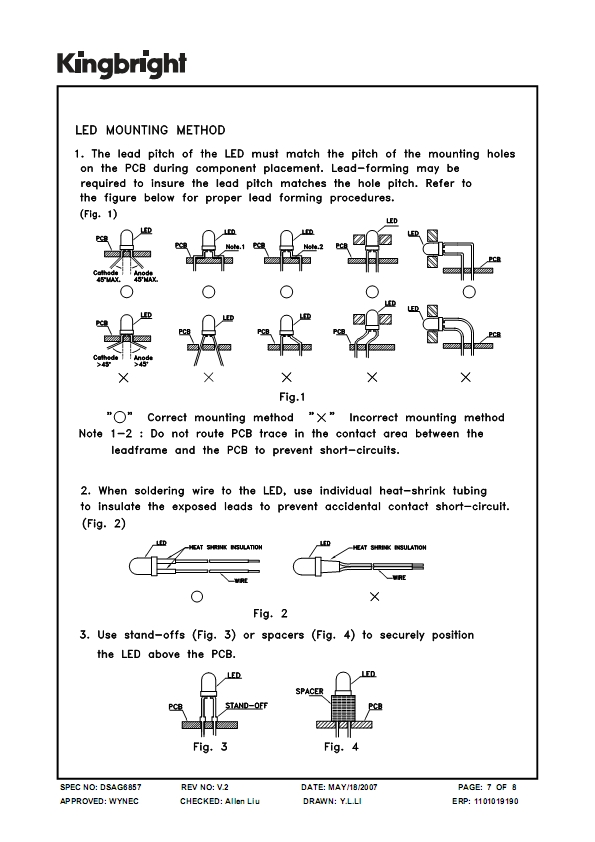 Kingbright
LED MOUNTING METHOD
1. The lead pitch of the LED must match the pitch of the mounting holes
on the PCB during component placement. Lead-forming may be
required to insure the lead pitch matches the hole pitch. Refer to
the figure below for proper lead forming procedures.
(Fig. 1)
LED
PCB
Cathode
45°MAX.
Anode
45°MAX.
LED
PCB
Note.1
LED
PCB
Note.2
LED
PCB
LED
PCB
LED
PCB
Cathode
>45°
Anode
>45°
LED
PCB
LED
PCB
LED
PCB
LED
PCB
Fig.1
"○" Correct mounting method "×" Incorrect mounting method
Note 1-2 : Do not route PCB trace in the contact area between the
leadframe and the PCB to prevent short-circuits.
2. When soldering wire to the LED, use individual heat-shrink tubing
to insulate the exposed leads to prevent accidental contact short-circuit.
(Fig. 2)
LED
HEAT SHRINK INSULATION
WIRE
LED
HEAT SHRINK INSULATION
WIRE
Fig. 2
3. Use stand-offs (Fig. 3) or spacers (Fig. 4) to securely position
the LED above the PCB.
LED
PCB
STAND-OFF
Fig. 3
LED
SPACER
PCB
Fig. 4
SPEC NO: DSAG6857 REV NO: V.2 DATE: MAY/18/2007 PAGE: 7 OF 8
APPROVED: WYNEC CHECKED: Allen Liu DRAWN: Y.L.LI ERP: 1101019190